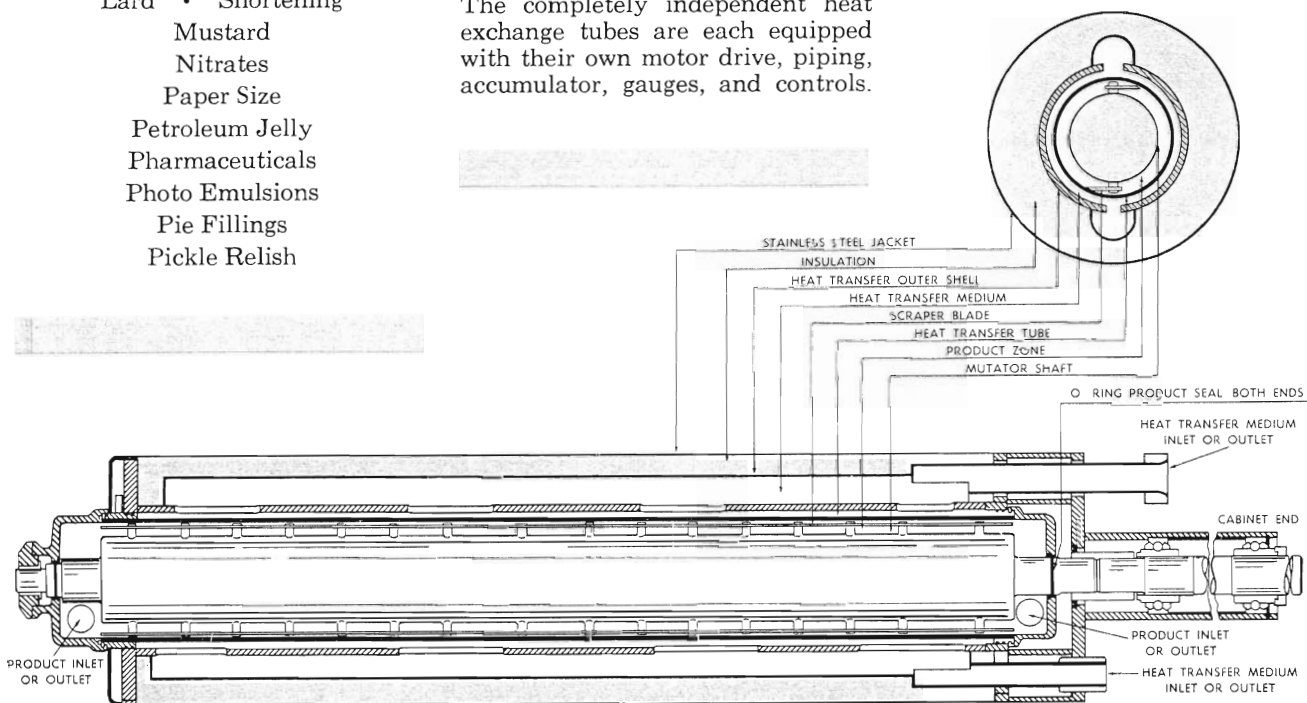 Lard • Shortening
Mustard
Nitrates
Paper Size
Petroleum Jelly
Pharmaceuticals
Photo Emulsions
Pie Fillings
Pickle Relish
The completely independent heat
exchange tubes are each equipped
with their own motor drive, piping,
accumulator, gauges, and controls.
STAINLESS STEEL JACKET
INSULATION
HEAT TRANSFER OUTER SHELL
HEAT TRANSFER MEDIUM
SCRAPER BLADE
HEAT TRANSFER TUBE
PRODUCT ZONE
MUTATOR SHAFT
O RING PRODUCT SEAL BOTH ENDS
HEAT TRANSFER MEDIUM
INLET OR OUTLET
CABINET END
PRODUCT INLET
OR OUTLET
PRODUCT INLET
OR OUTLET
HEAT TRANSFER MEDIUM
INLET OR OUTLET